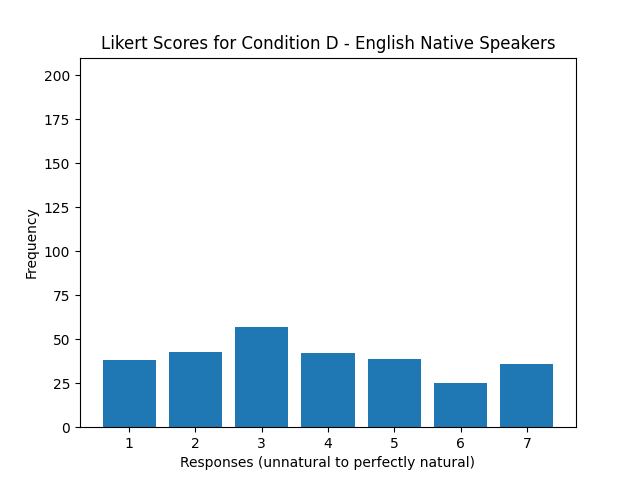 Likert Scores for Condition D - English Native Speakers
200
175
150
125
100
75
50
25
0
Frequency
1 2 3 4 5 6 7
Responses (unnatural to perfectly natural)